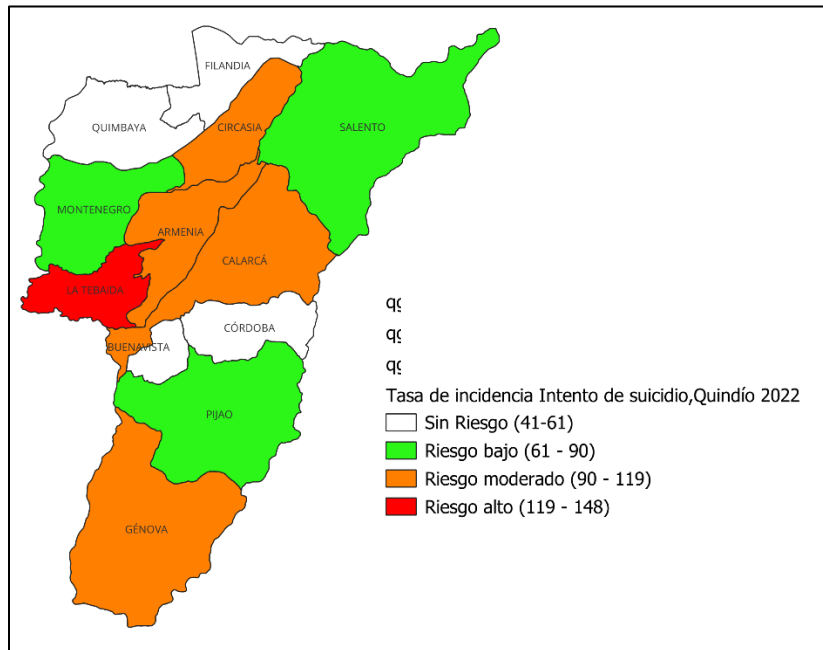 FILANDIA
QUIMBAYA
CIRCASIA
SALENTO
MONTENEGRO
ARMENIA
CALARCÁ
LA TEBAIDA
CÓRDOBA
BUENAVISTA
PIJAO
GÉNOVA
Tasa de incidencia Intento de suicidio,Quindío 2022
Sin Riesgo (41-61)
Riesgo bajo (61 - 90)
Riesgo moderado (90 - 119)
Riesgo alto (119 - 148)